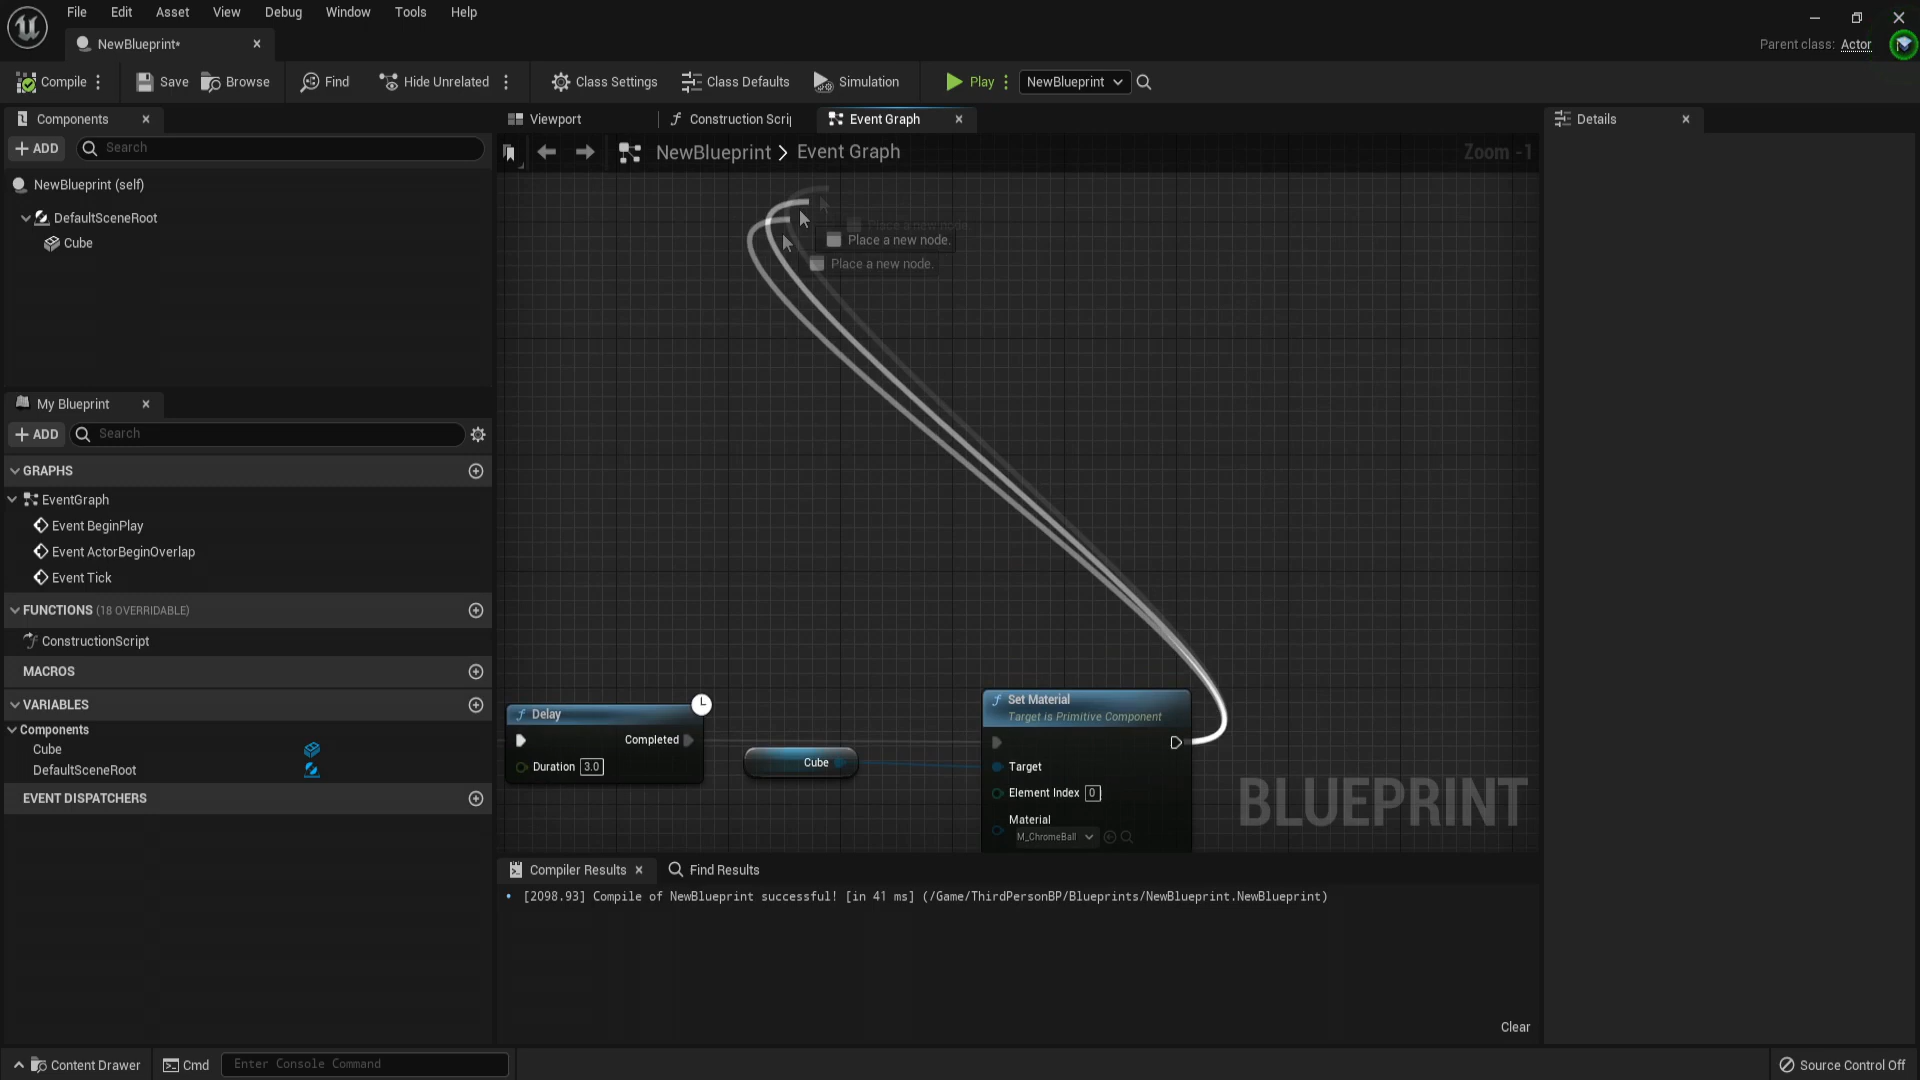 File Edit Asset View Debug Window Tools Help
NewBlueprint*
Parent class: Actor
Compile Save Browse Find Hide Unrelated Class Settings Class Defaults Simulation Play NewBlueprint
Components
Viewport Construction Scrip Event Graph
Details
ADD Search
NewBlueprint > Event Graph
Zoom -1
NewBlueprint (self)
DefaultSceneRoot
Cube
Place a new node.
Place a new node.
Place a new node.
My Blueprint
ADD Search
GRAPHS
EventGraph
Event BeginPlay
Event ActorBeginOverlap
Event Tick
FUNCTIONS (18 OVERRIDABLE)
ConstructionScript
MACROS
VARIABLES
Components
Cube
DefaultSceneRoot
EVENT DISPATCHERS
Delay
Completed
Duration 3.0
Cube
Set Material
Target is Primitive Component
Target
Element Index 0
Material
M_ChromeBall
BLUEPRINT
Compiler Results Find Results
[2098.93] Compile of NewBlueprint successful! [in 41 ms] (/Game/ThirdPersonBP/Blueprints/NewBlueprint.NewBlueprint)
Clear
Content Drawer Cmd Enter Console Command
Source Control Off